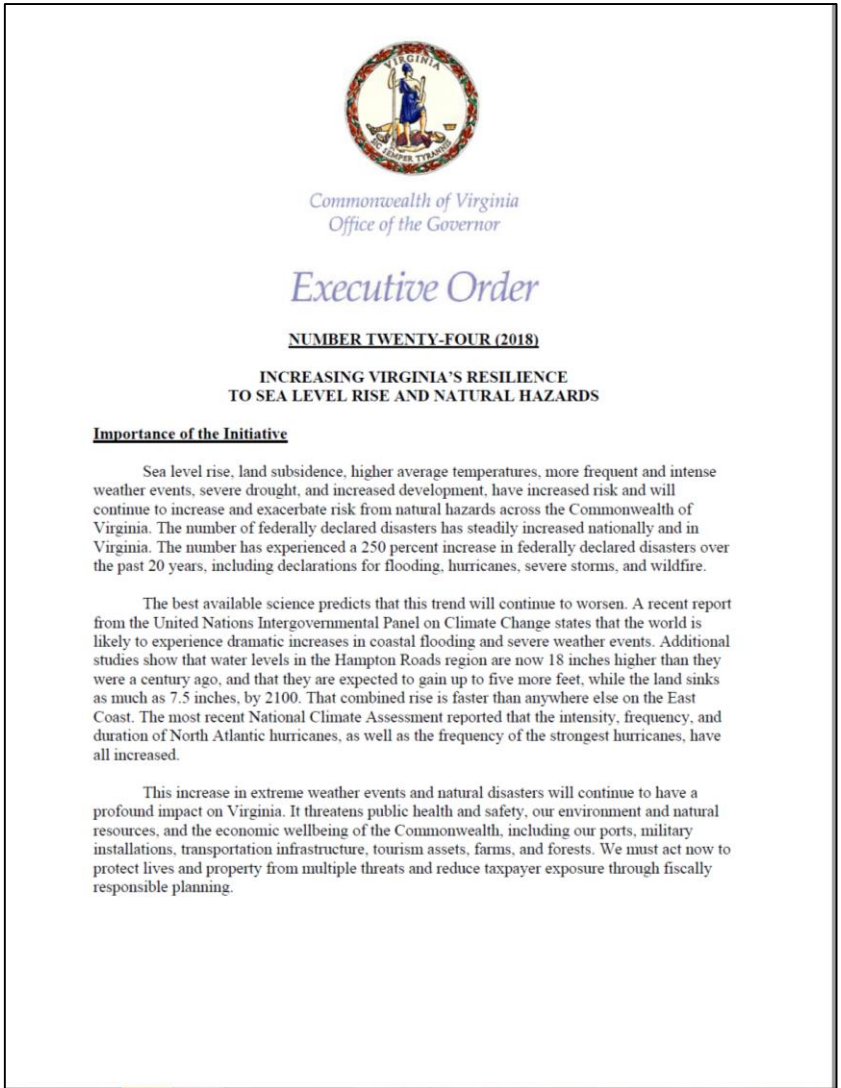 VIRGINIA
SIC SEMPER TYRANNIS
Commonwealth of Virginia
Office of the Governor
Executive Order
NUMBER TWENTY-FOUR (2018)
INCREASING VIRGINIA'S RESILIENCE
TO SEA LEVEL RISE AND NATURAL HAZARDS
Importance of the Initiative
Sea level rise, land subsidence, higher average temperatures, more frequent and intense
weather events, severe drought, and increased development, have increased risk and will
continue to increase and exacerbate risk from natural hazards across the Commonwealth of
Virginia. The number of federally declared disasters has steadily increased nationally and in
Virginia. The number has experienced a 250 percent increase in federally declared disasters over
the past 20 years, including declarations for flooding, hurricanes, severe storms, and wildfire.
The best available science predicts that this trend will continue to worsen. A recent report
from the United Nations Intergovernmental Panel on Climate Change states that the world is
likely to experience dramatic increases in coastal flooding and severe weather events. Additional
studies show that water levels in the Hampton Roads region are now 18 inches higher than they
were a century ago, and that they are expected to gain up to five more feet, while the land sinks
as much as 7.5 inches, by 2100. That combined rise is faster than anywhere else on the East
Coast. The most recent National Climate Assessment reported that the intensity, frequency, and
duration of North Atlantic hurricanes, as well as the frequency of the strongest hurricanes, have
all increased.
This increase in extreme weather events and natural disasters will continue to have a
profound impact on Virginia. It threatens public health and safety, our environment and natural
resources, and the economic wellbeing of the Commonwealth, including our ports, military
installations, transportation infrastructure, tourism assets, farms, and forests. We must act now to
protect lives and property from multiple threats and reduce taxpayer exposure through fiscally
responsible planning.